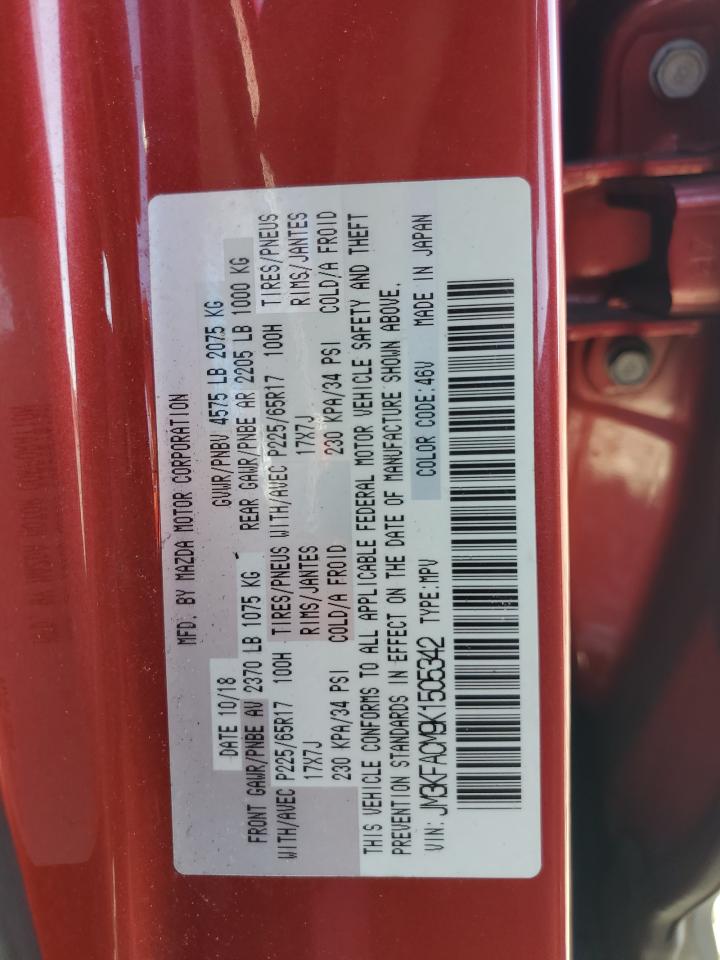 MFD. BY MAZDA MOTOR CORPORATION
DATE 10/18 GVWR/PNBV 4575 LB 2075 KG
FRONT GAWR/PNBE AV 2370 LB 1075 KG REAR GAWR/PNBE AR 2205 LB 1000 KG
WITH/AVEC P225/65R17 100H TIRES/PNEUS WITH/AVEC P225/65R17 100H TIRES/PNEUS
17X7J RIMS/JANTES 17X7J RIMS/JANTES
230 KPA/34 PSI COLD/A FROID 230 KPA/34 PSI COLD/A FROID
THIS VEHICLE CONFORMS TO ALL APPLICABLE FEDERAL MOTOR VEHICLE SAFETY AND THEFT
PREVENTION STANDARDS IN EFFECT ON THE DATE OF MANUFACTURE SHOWN ABOVE.
VIN: JM3KFACM9K1505342 TYPE:MPV COLOR CODE:46V MADE IN JAPAN